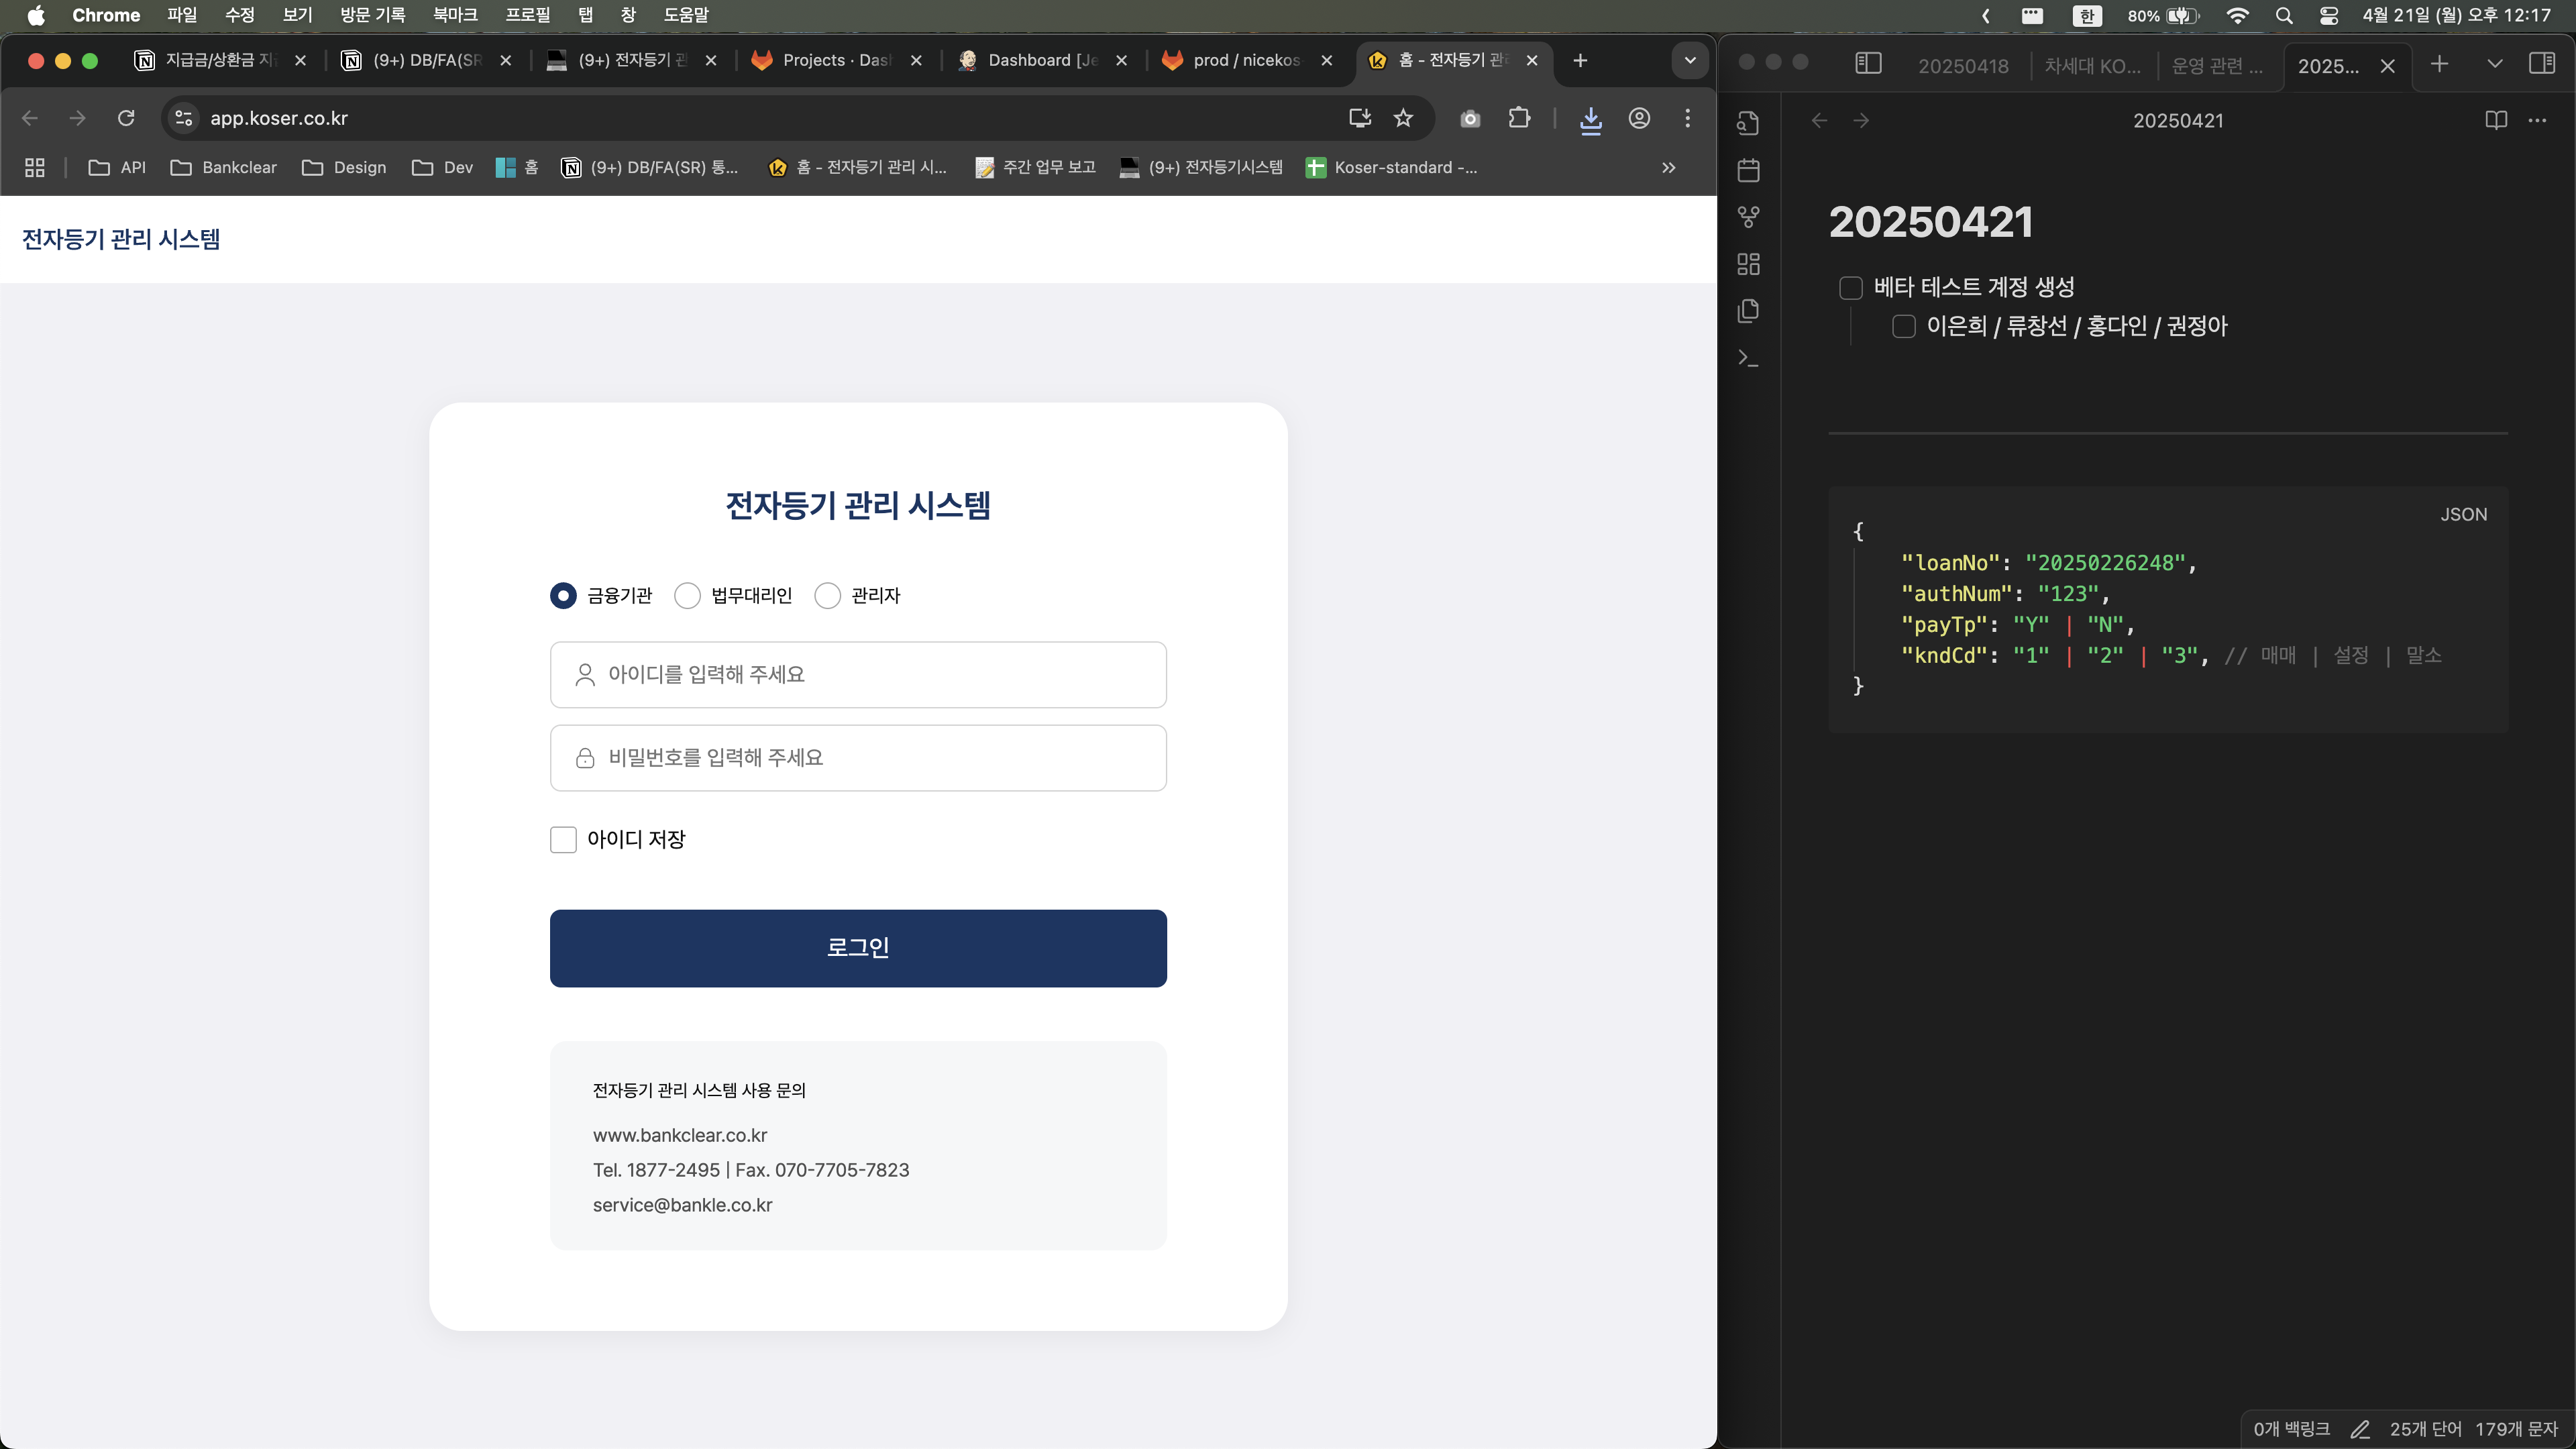 Chrome 파일 수정 보기 방문 기록 북마크 프로필 탭 창 도움말
한 80% 4월 21일 (월) 오후 12:17
지급금/상환금 지 (9+) DB/FA(SR (9+) 전자등기 관 Projects · Das Dashboard [Je prod / nicekos 홈 - 전자등기 관
app.koser.co.kr
API Bankclear Design Dev 홈 (9+) DB/FA(SR) 통... 홈 - 전자등기 관리 시... 주간 업무 보고 (9+) 전자등기시스템 Koser-standard -...
전자등기 관리 시스템
전자등기 관리 시스템
금융기관 법무대리인 관리자
아이디를 입력해 주세요
비밀번호를 입력해 주세요
아이디 저장
로그인
전자등기 관리 시스템 사용 문의
www.bankclear.co.kr
Tel. 1877-2495 | Fax. 070-7705-7823
service@bankle.co.kr
20250418 차세대 KO... 운영 관련 ... 2025...
20250421
20250421
베타 테스트 계정 생성
이은희 / 류창선 / 홍다인 / 권정아
JSON
{
"loanNo": "20250226248",
"authNum": "123",
"payTp": "Y" | "N",
"kndCd": "1" | "2" | "3", // 매매 | 설정 | 말소
}
0개 백링크 25개 단어 179개 문자